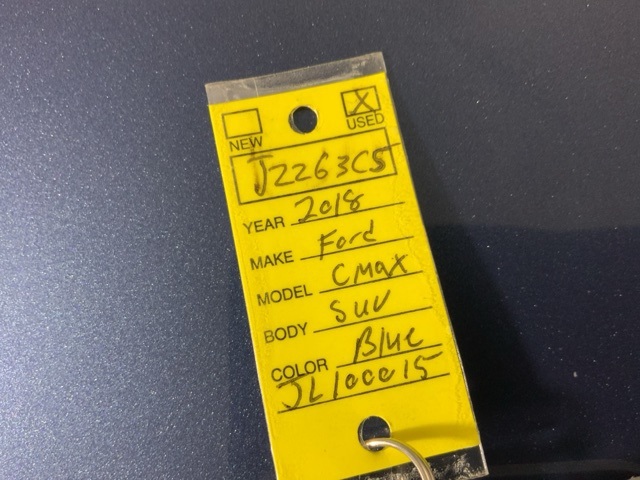 X
NEW USED
J2263C5
YEAR 2018
MAKE Ford
MODEL CMax
BODY SUV
COLOR Blue
JL100015